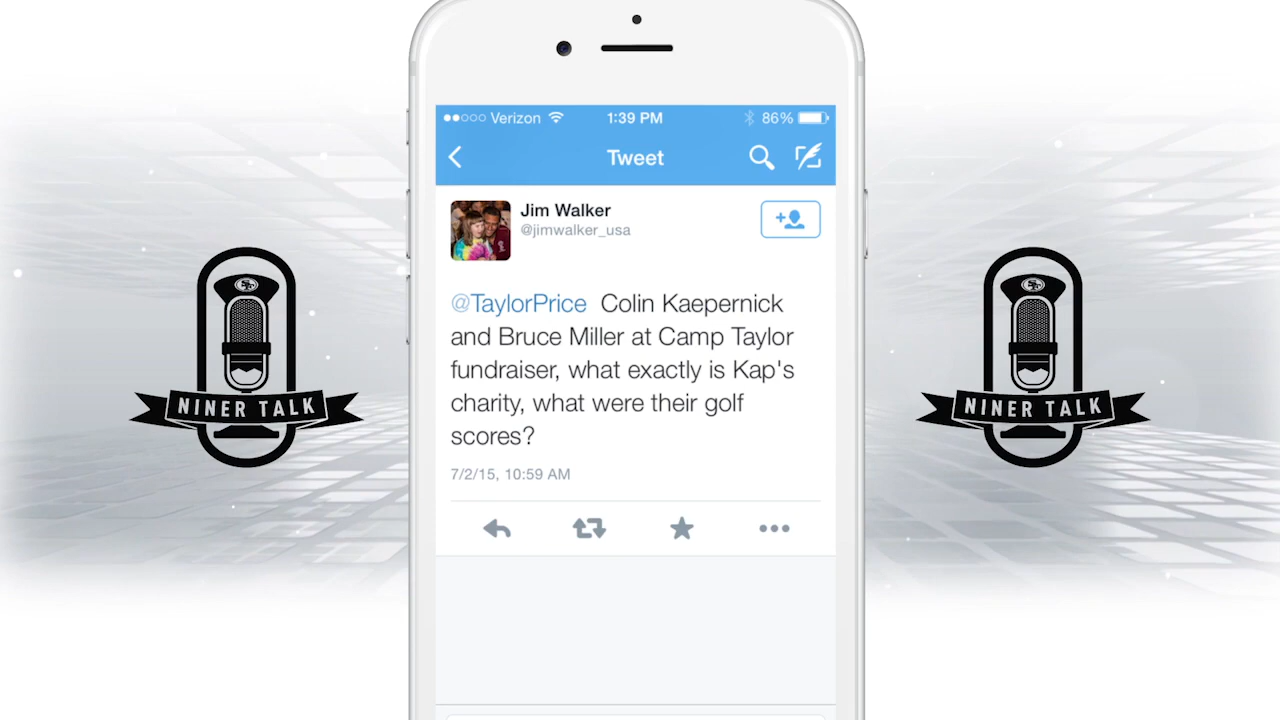 Verizon 1:39 PM 86%
Tweet
Jim Walker
@jimwalker_usa
@TaylorPrice Colin Kaepernick
and Bruce Miller at Camp Taylor
fundraiser, what exactly is Kap's
charity, what were their golf
scores?
7/2/15, 10:59 AM
SF
NINER TALK
SF
NINER TALK